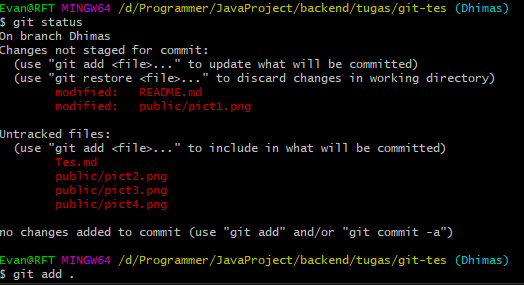 Evan@RFT MINGW64 /d/Programmer/JavaProject/backend/tugas/git-tes (Dhimas)
$ git status
On branch Dhimas
Changes not staged for commit:
  (use "git add <file>..." to update what will be committed)
  (use "git restore <file>..." to discard changes in working directory)
        modified:   README.md
        modified:   public/pict1.png

Untracked files:
  (use "git add <file>..." to include in what will be committed)
        Tes.md
        public/pict2.png
        public/pict3.png
        public/pict4.png

no changes added to commit (use "git add" and/or "git commit -a")

Evan@RFT MINGW64 /d/Programmer/JavaProject/backend/tugas/git-tes (Dhimas)
$ git add .